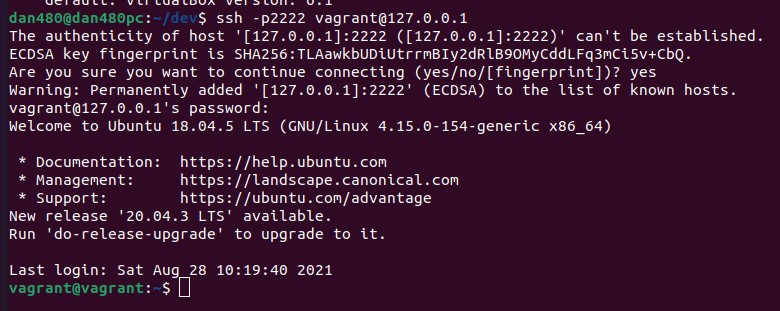 default: VirtualBox version: 6.1
dan480@dan480pc:~/dev$ ssh -p2222 vagrant@127.0.0.1
The authenticity of host '[127.0.0.1]:2222 ([127.0.0.1]:2222)' can't be established.
ECDSA key fingerprint is SHA256:TLAawkbUDiUtrrmBIy2dRlB9OMyCddLFq3mCi5v+CbQ.
Are you sure you want to continue connecting (yes/no/[fingerprint])? yes
Warning: Permanently added '[127.0.0.1]:2222' (ECDSA) to the list of known hosts.
vagrant@127.0.0.1's password:
Welcome to Ubuntu 18.04.5 LTS (GNU/Linux 4.15.0-154-generic x86_64)
* Documentation: https://help.ubuntu.com
* Management: https://landscape.canonical.com
* Support: https://ubuntu.com/advantage
New release '20.04.3 LTS' available.
Run 'do-release-upgrade' to upgrade to it.
Last login: Sat Aug 28 10:19:40 2021
vagrant@vagrant:~$